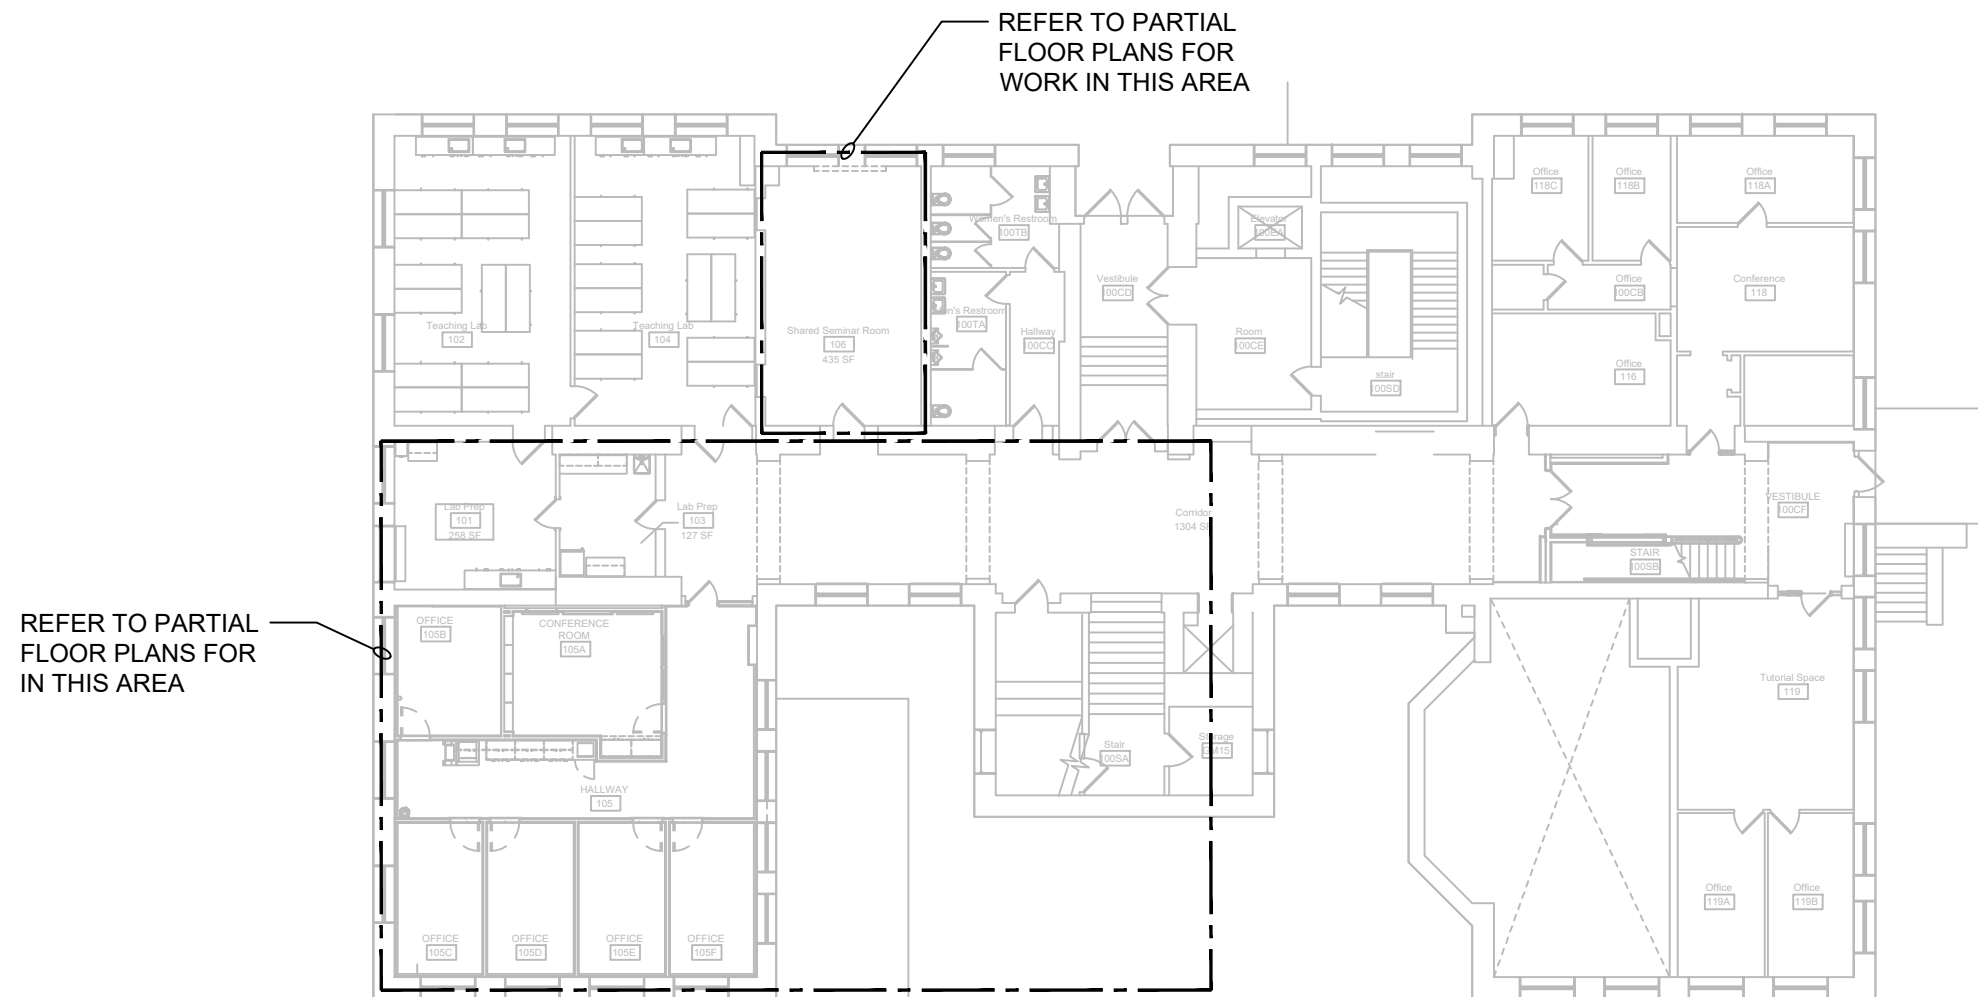 REFER TO PARTIAL
FLOOR PLANS FOR
WORK IN THIS AREA
Office
118C
Office
118B
Office
118A
Women's Restroom
100TB
Elevator
100EA
Vestibule
100CD
Office
100CB
Conference
118
Teaching Lab
102
Teaching Lab
104
Shared Seminar Room
106
435 SF
n's Restroom
100TA
Hallway
100CC
Room
100CE
stair
100SD
Office
116
Lab Prep
101
258 SF
Lab Prep
103
127 SF
Corridor
1304 SF
VESTIBULE
100CF
STAIR
100SB
REFER TO PARTIAL
FLOOR PLANS FOR
IN THIS AREA
OFFICE
105B
CONFERENCE
ROOM
105A
Tutorial Space
119
Stair
100SA
Storage
GM15
HALLWAY
105
OFFICE
105C
OFFICE
105D
OFFICE
105E
OFFICE
105F
Office
119A
Office
119B